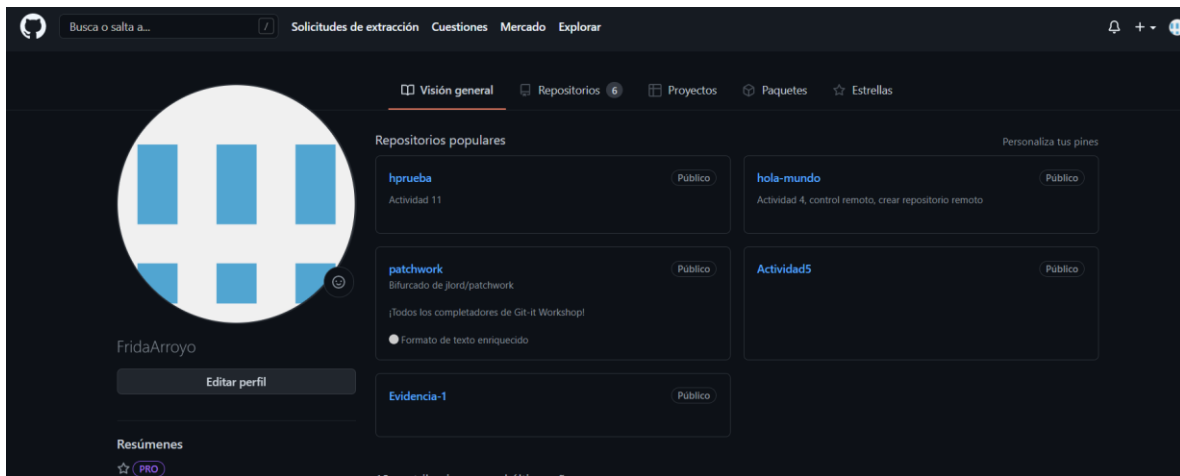 Busca o salta a... / Solicitudes de extracción Cuestiones Mercado Explorar
Visión general Repositorios 6 Proyectos Paquetes Estrellas
Repositorios populares Personaliza tus pines
hprueba Público
Actividad 11
hola-mundo Público
Actividad 4, control remoto, crear repositorio remoto
patchwork Público
Bifurcado de jlord/patchwork
¡Todos los completadores de Git-it Workshop!
Formato de texto enriquecido
Actividad5 Público
Evidencia-1 Público
FridaArroyo
Editar perfil
Resúmenes
PRO